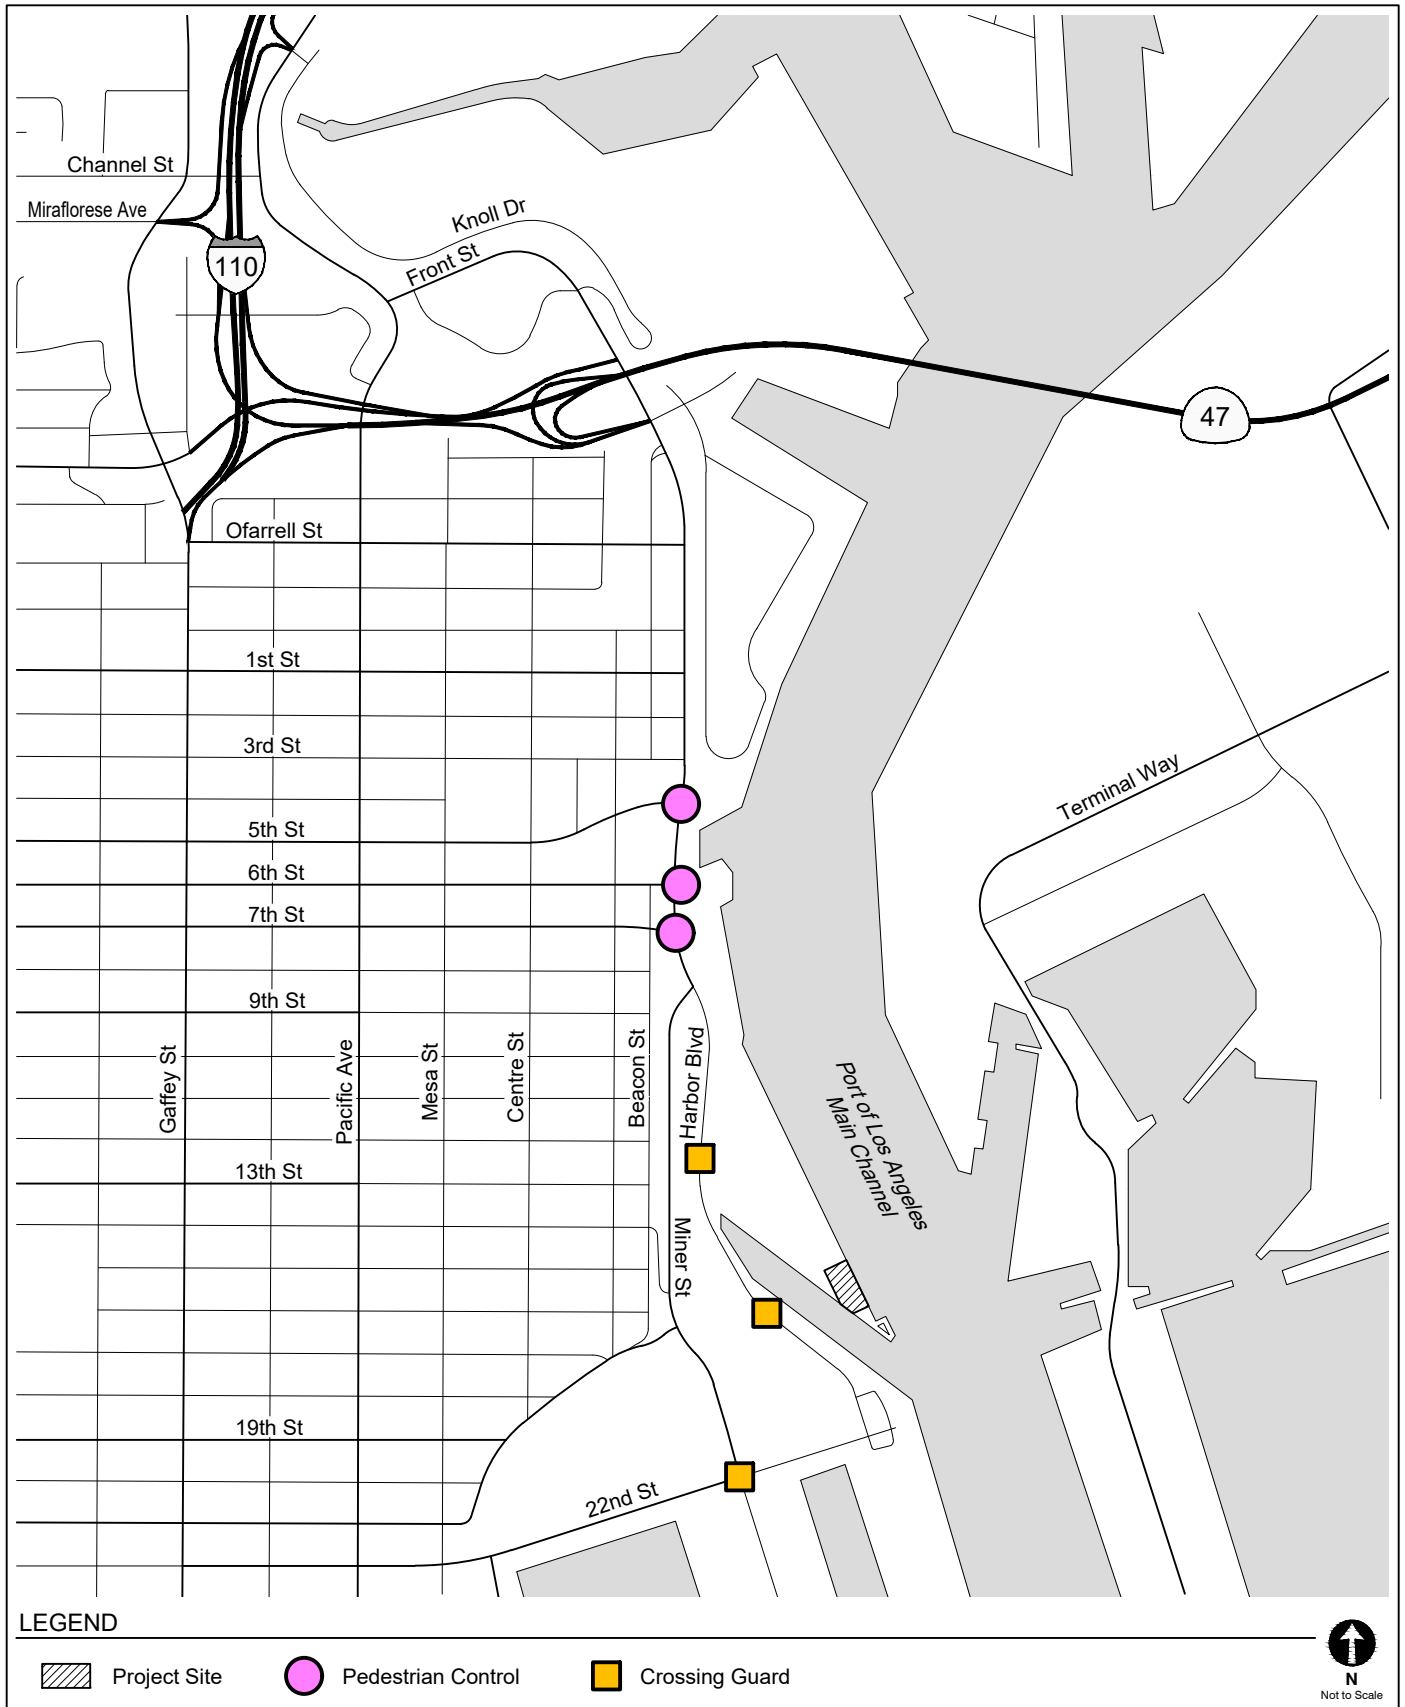 Channel St
Miraflorese Ave
Knoll Dr
Front St
110
47
Ofarrell St
1st St
3rd St
Terminal Way
5th St
6th St
7th St
9th St
Gaffey St
Pacific Ave
Mesa St
Centre St
Beacon St
Harbor Blvd
Port of Los Angeles
Main Channel
13th St
Miner St
19th St
22nd St
LEGEND
Project Site
Pedestrian Control
Crossing Guard
N
Not to Scale